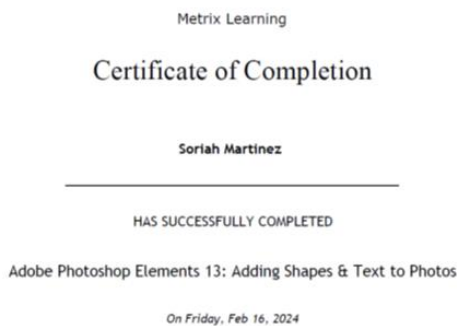 Metrix Learning
Certificate of Completion
Soriah Martinez
HAS SUCCESSFULLY COMPLETED
Adobe Photoshop Elements 13: Adding Shapes & Text to Photos
On Friday, Feb 16, 2024